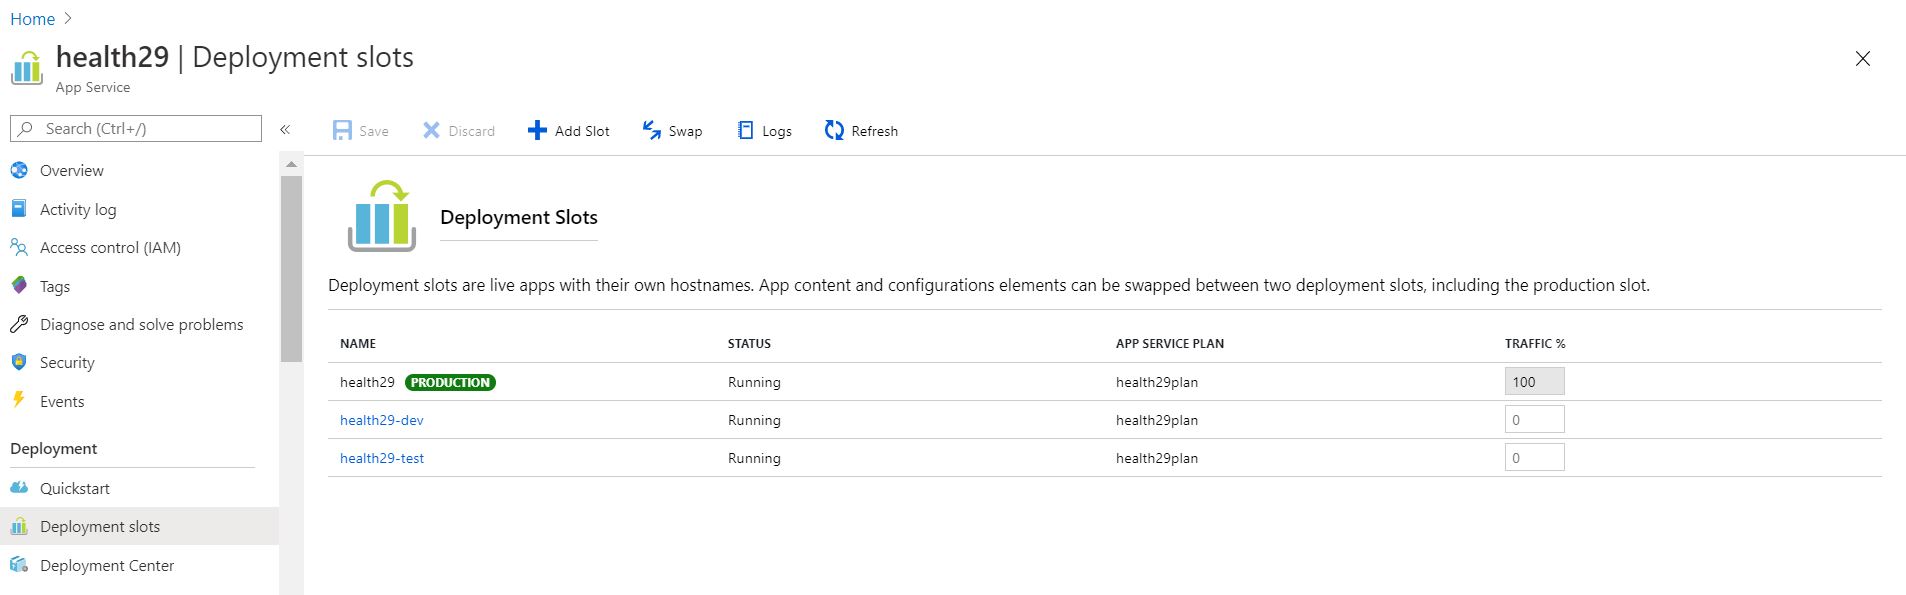 Home >
health29 | Deployment slots
App Service
Search (Ctrl+/)
«
Save
Discard
Add Slot
Swap
Logs
Refresh
Overview
Activity log
Access control (IAM)
Tags
Diagnose and solve problems
Security
Events
Deployment
Quickstart
Deployment slots
Deployment Center
Deployment Slots
Deployment slots are live apps with their own hostnames. App content and configurations elements can be swapped between two deployment slots, including the production slot.
NAME STATUS APP SERVICE PLAN TRAFFIC %
health29 PRODUCTION Running health29plan 100
health29-dev Running health29plan 0
health29-test Running health29plan 0